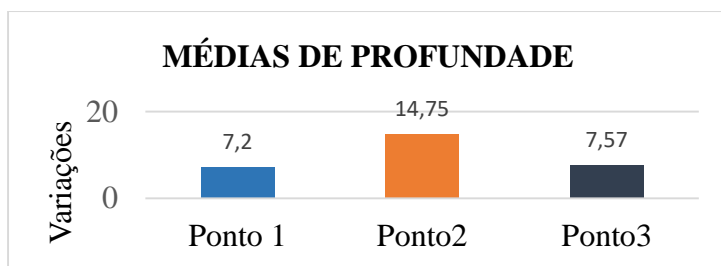 MÉDIAS DE PROFUNDADE
Variações
20
0
7,2
14,75
7,57
Ponto 1
Ponto2
Ponto3